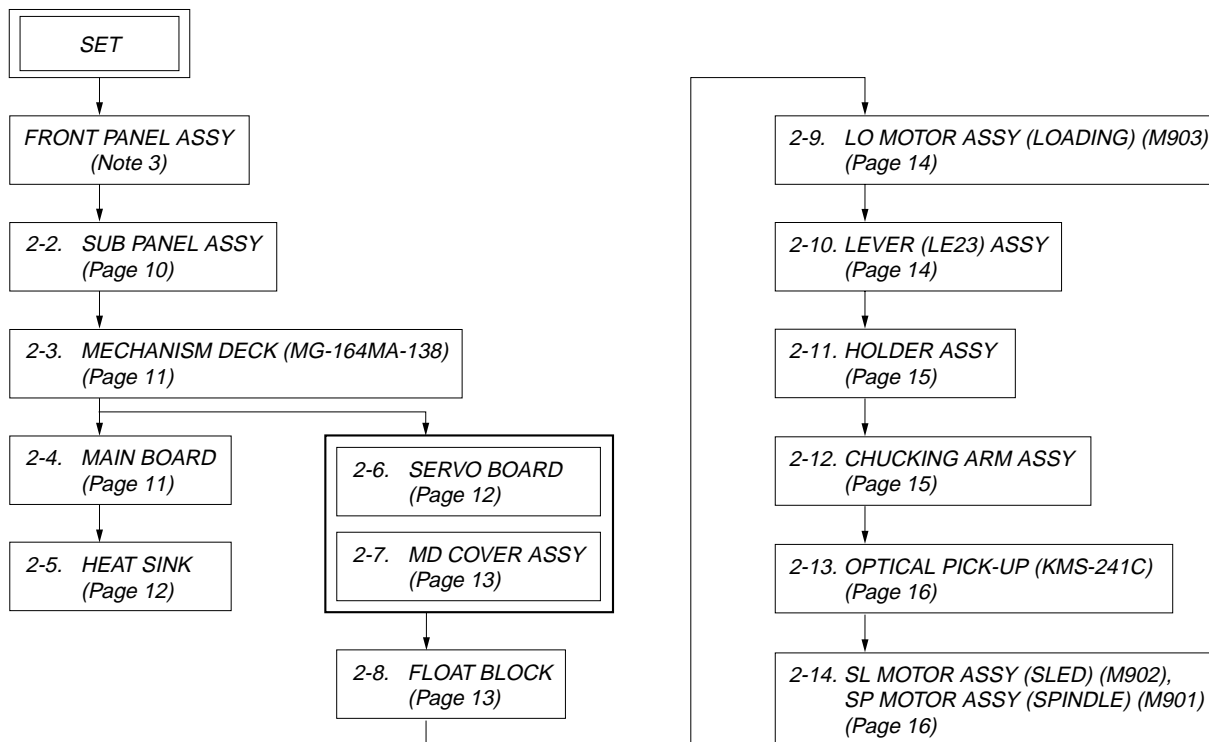 SET
FRONT PANEL ASSY
(Note 3)
2-2. SUB PANEL ASSY
(Page 10)
2-3. MECHANISM DECK (MG-164MA-138)
(Page 11)
2-4. MAIN BOARD
(Page 11)
2-5. HEAT SINK
(Page 12)
2-6. SERVO BOARD
(Page 12)
2-7. MD COVER ASSY
(Page 13)
2-8. FLOAT BLOCK
(Page 13)
2-9. LO MOTOR ASSY (LOADING) (M903)
(Page 14)
2-10. LEVER (LE23) ASSY
(Page 14)
2-11. HOLDER ASSY
(Page 15)
2-12. CHUCKING ARM ASSY
(Page 15)
2-13. OPTICAL PICK-UP (KMS-241C)
(Page 16)
2-14. SL MOTOR ASSY (SLED) (M902),
SP MOTOR ASSY (SPINDLE) (M901)
(Page 16)